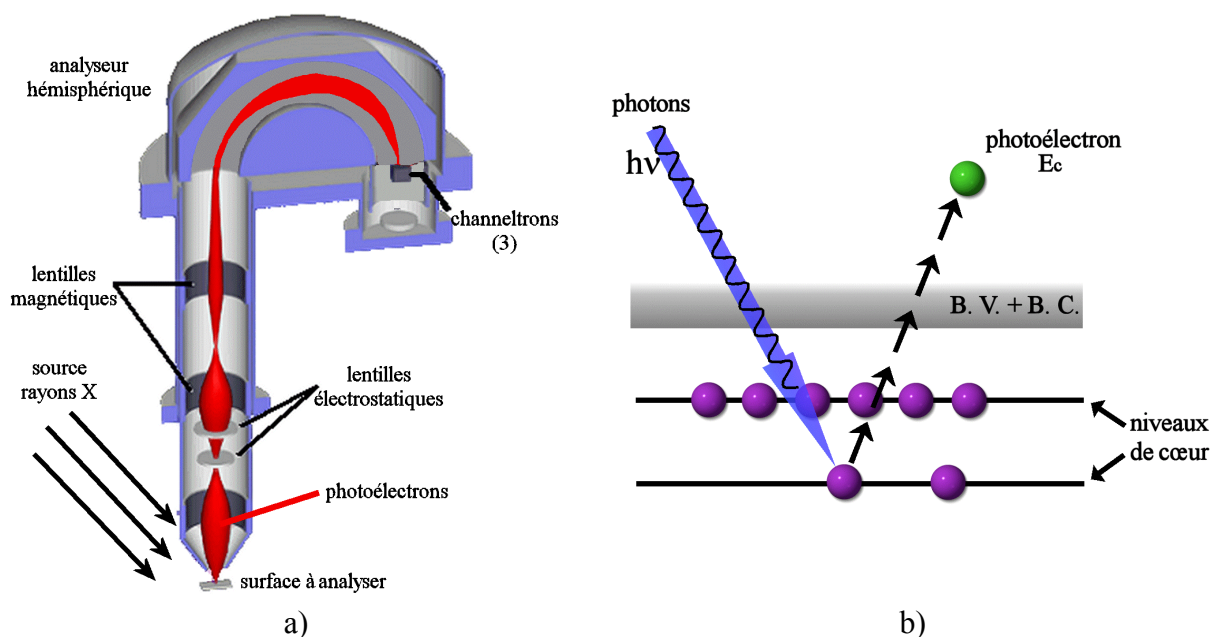 analyseur
hémisphérique
channeltrons
(3)
lentilles
magnétiques
source
rayons X
lentilles
électrostatiques
photoélectrons
surface à analyser
a)
photons
hν
photoélectron
Ec
B. V. + B. C.
niveaux
de cœur
b)